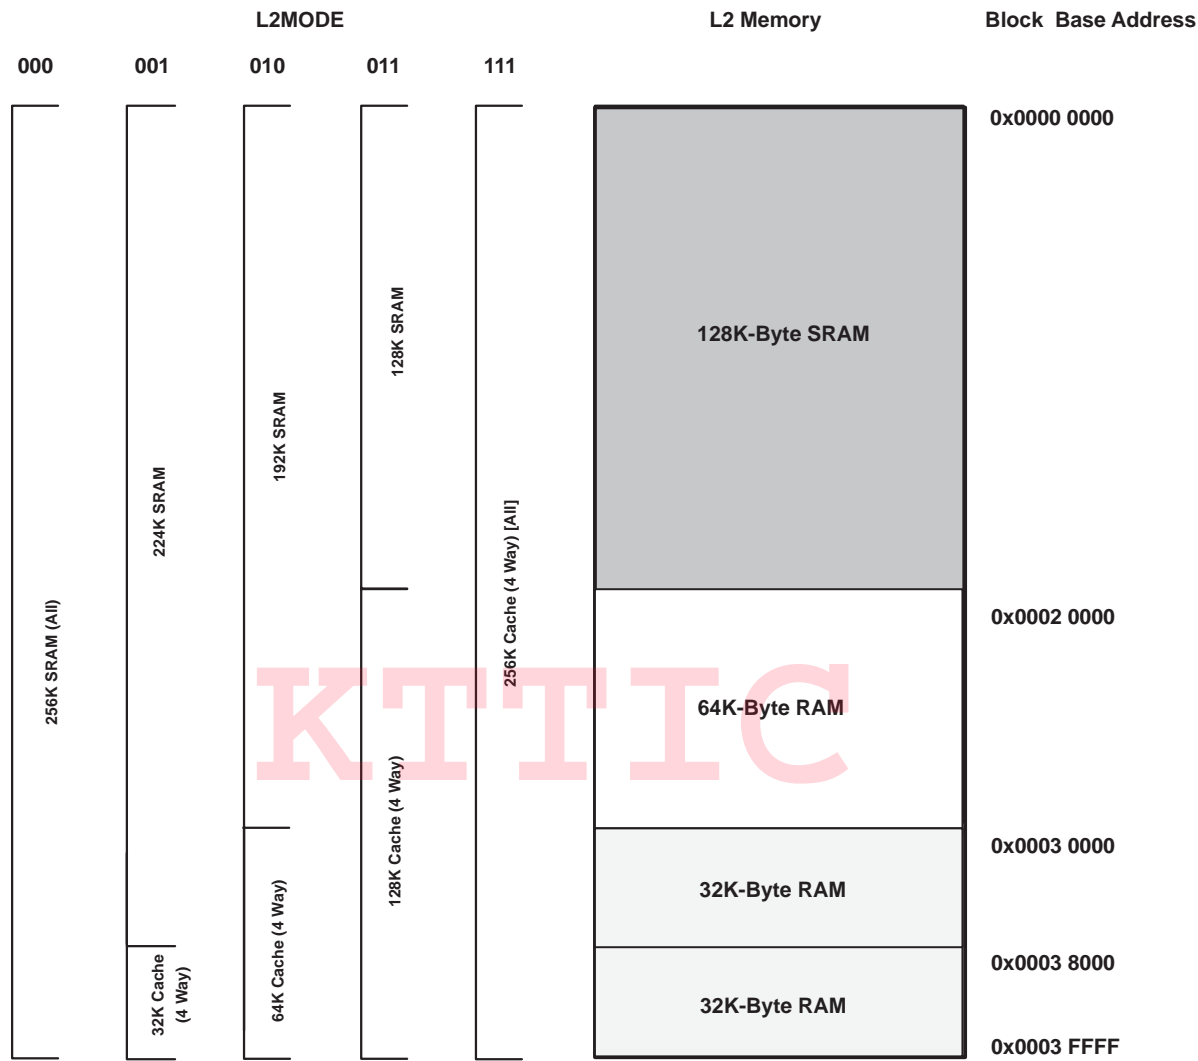 L2MODE
L2 Memory
Block Base Address
000
001
010
011
111
256K SRAM (All)
224K SRAM
32K Cache
(4 Way)
192K SRAM
64K Cache (4 Way)
128K SRAM
128K Cache (4 Way)
256K Cache (4 Way) [All]
128K-Byte SRAM
64K-Byte RAM
32K-Byte RAM
32K-Byte RAM
0x0000 0000
0x0002 0000
0x0003 0000
0x0003 8000
0x0003 FFFF
KTTIC